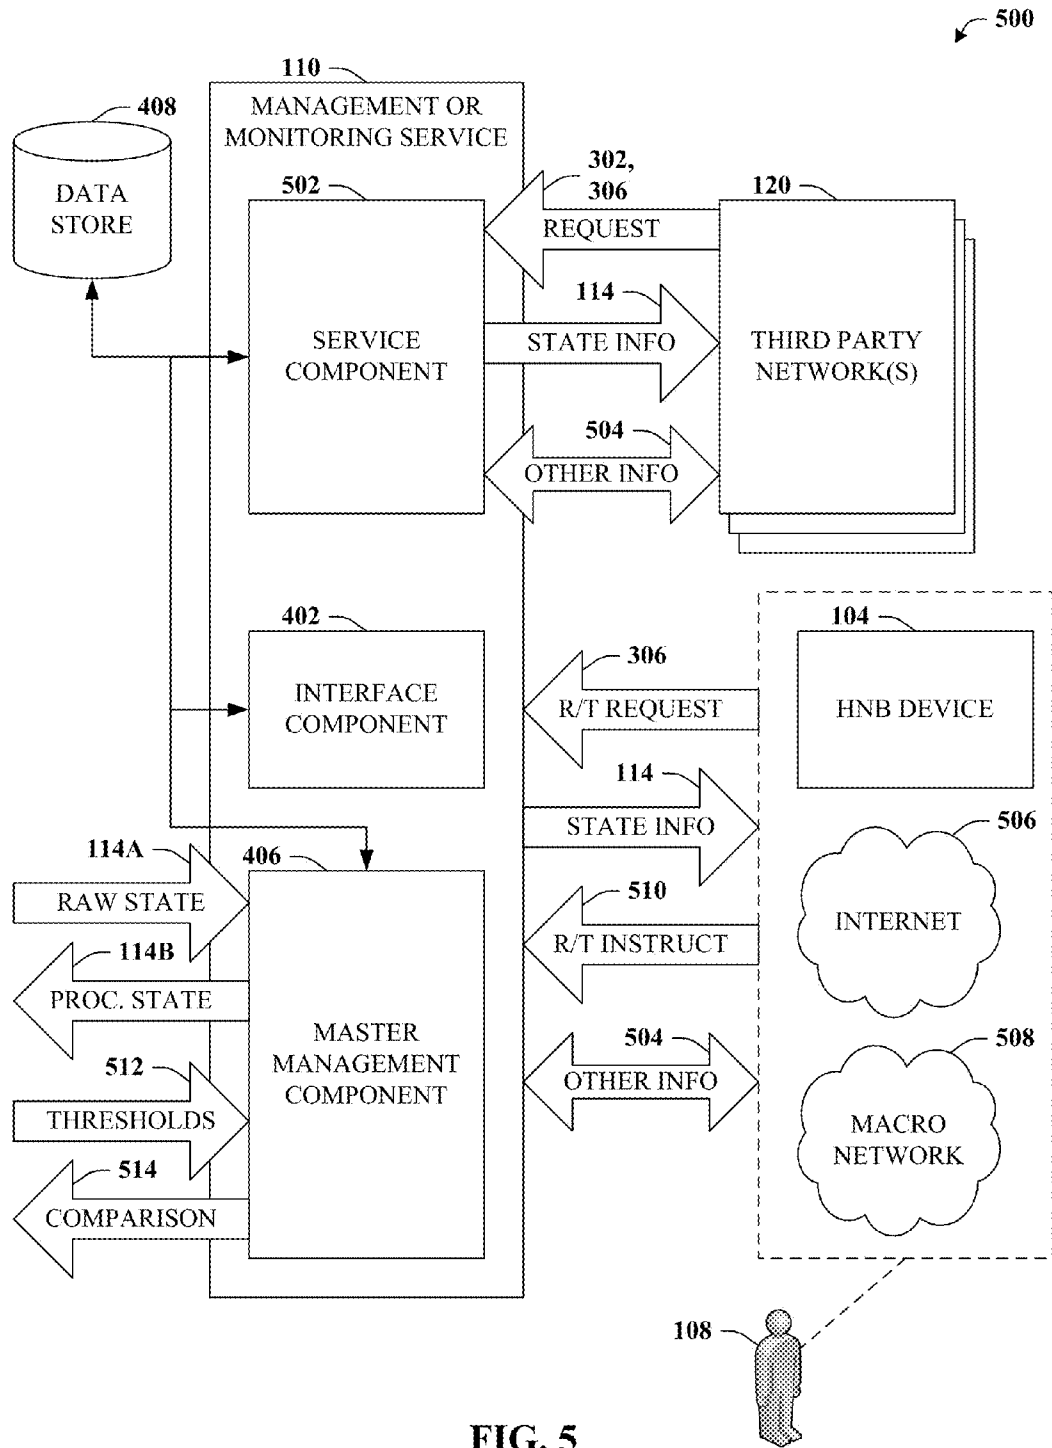 500
110
MANAGEMENT OR
MONITORING SERVICE
408
DATA
STORE
502
SERVICE
COMPONENT
302,
306
REQUEST
120
THIRD PARTY
NETWORK(S)
114
STATE INFO
504
OTHER INFO
402
INTERFACE
COMPONENT
306
R/T REQUEST
104
HNB DEVICE
114
STATE INFO
506
INTERNET
510
R/T INSTRUCT
504
OTHER INFO
508
MACRO
NETWORK
114A
RAW STATE
406
MASTER
MANAGEMENT
COMPONENT
114B
PROC. STATE
512
THRESHOLDS
514
COMPARISON
108
FIG. 5